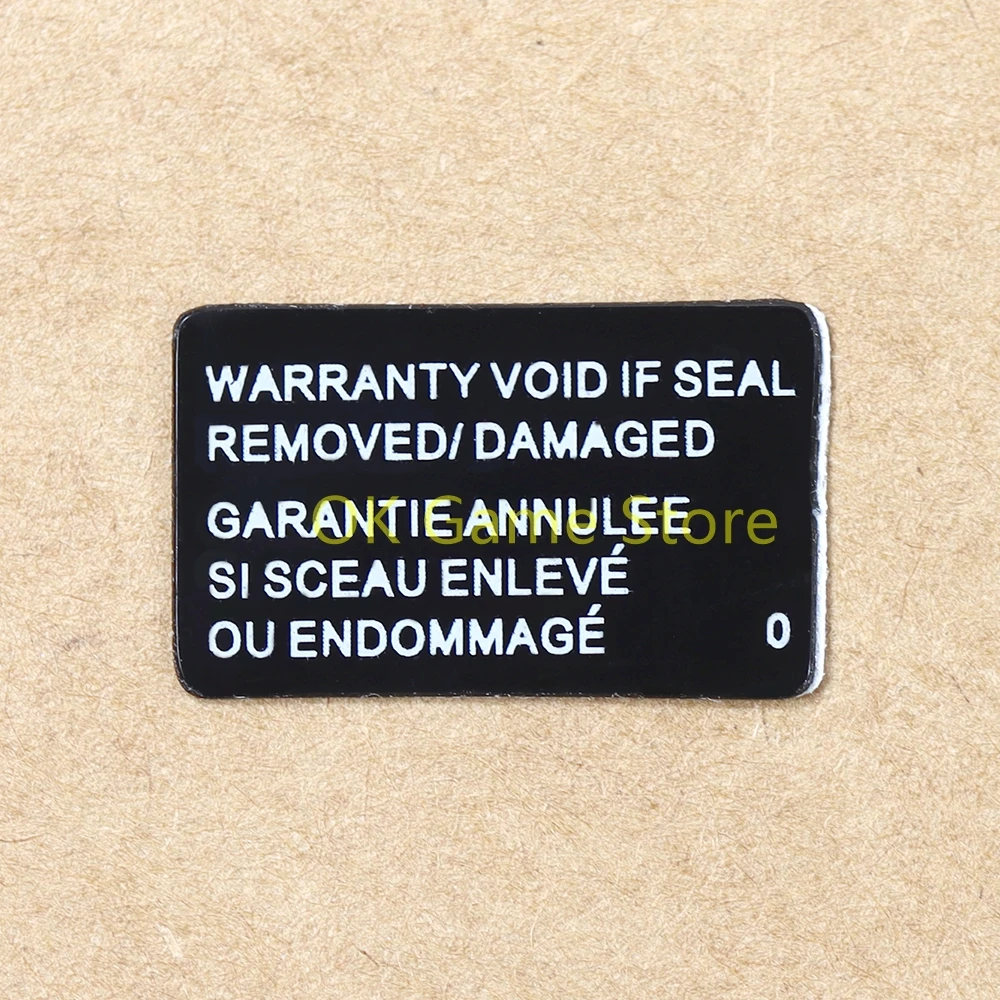 WARRANTY VOID IF SEAL
REMOVED/ DAMAGED
GARANTIE ANNULEE
OK Game Store
SI SCEAU ENLEVÉ
OU ENDOMMAGÉ
0